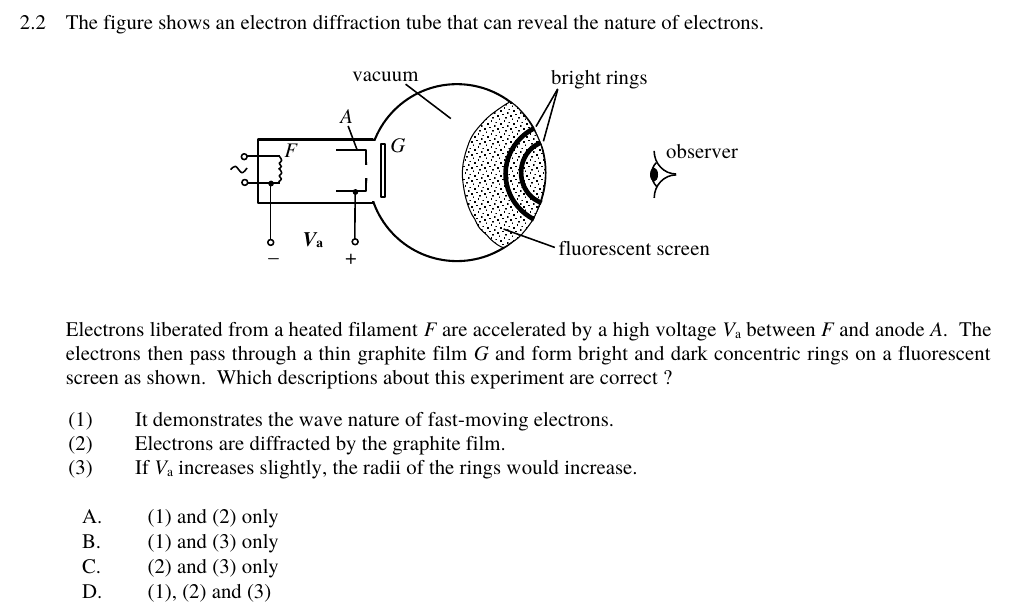 2.2 The figure shows an electron diffraction tube that can reveal the nature of electrons.
vacuum
bright rings
A
G
F
observer
~
Va
fluorescent screen
− +
Electrons liberated from a heated filament F are accelerated by a high voltage Va between F and anode A. The
electrons then pass through a thin graphite film G and form bright and dark concentric rings on a fluorescent
screen as shown. Which descriptions about this experiment are correct ?
(1) It demonstrates the wave nature of fast-moving electrons.
(2) Electrons are diffracted by the graphite film.
(3) If Va increases slightly, the radii of the rings would increase.
A. (1) and (2) only
B. (1) and (3) only
C. (2) and (3) only
D. (1), (2) and (3)